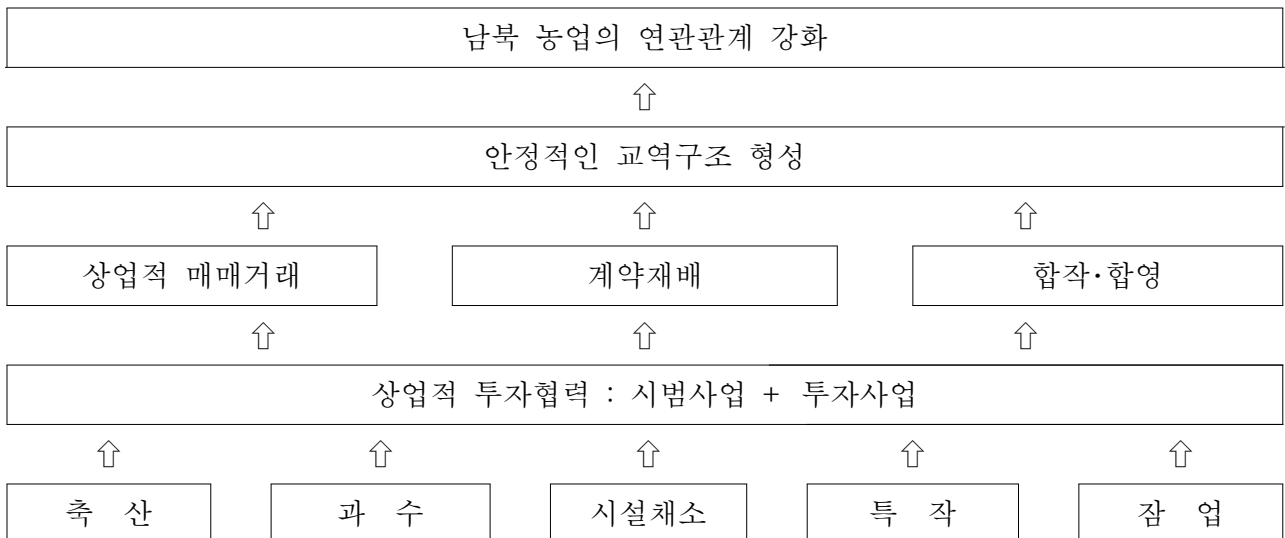 남북 농업의 연관관계 강화
⇧
안정적인 교역구조 형성
⇧ ⇧ ⇧
상업적 매매거래 계약재배 합작·합영
⇧ ⇧ ⇧
상업적 투자협력 : 시범사업 + 투자사업
⇧ ⇧ ⇧ ⇧ ⇧
축 산 과 수 시설채소 특 작 잠 업